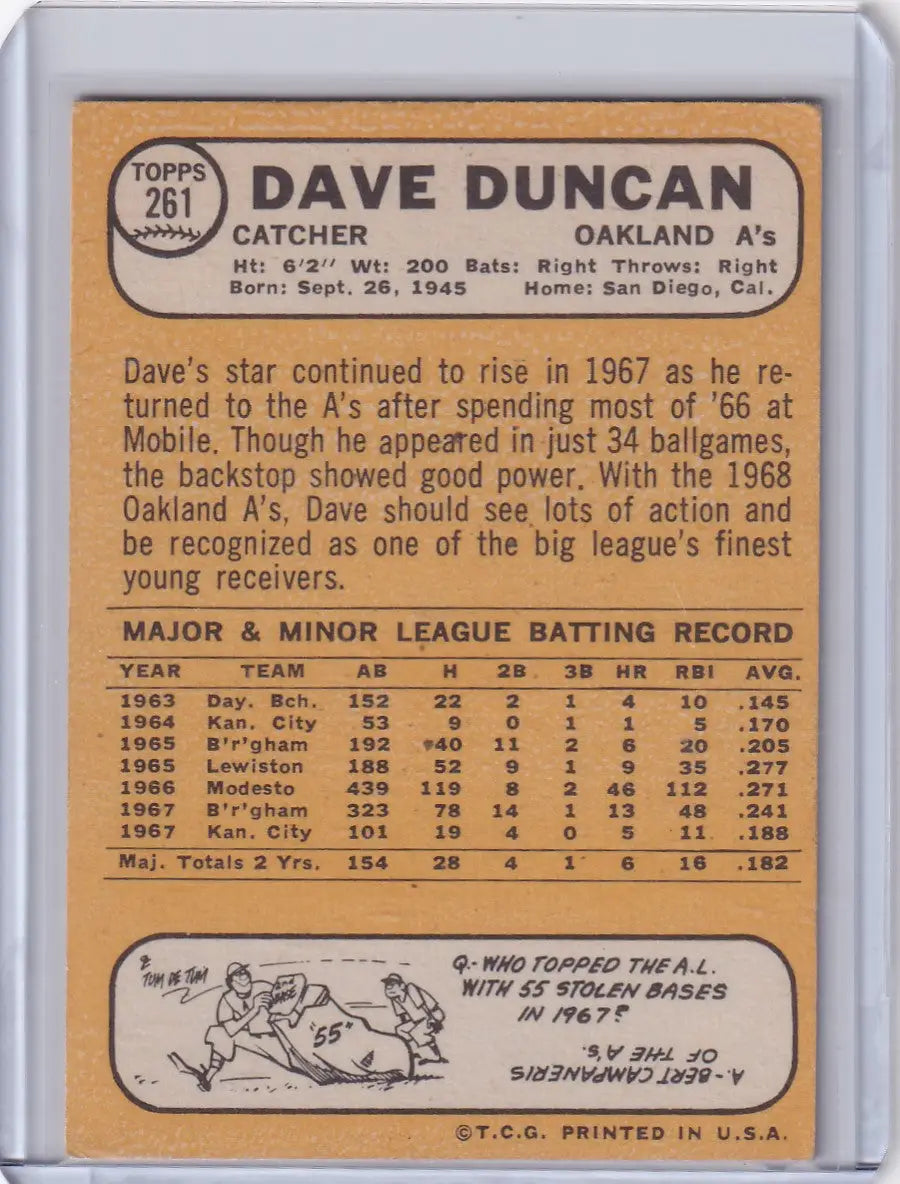 TOPPS
261
DAVE DUNCAN
CATCHER OAKLAND A's
Ht: 6'2" Wt: 200 Bats: Right Throws: Right
Born: Sept. 26, 1945 Home: San Diego, Cal.
Dave's star continued to rise in 1967 as he re-
turned to the A's after spending most of '66 at
Mobile. Though he appeared in just 34 ballgames,
the backstop showed good power. With the 1968
Oakland A's, Dave should see lots of action and
be recognized as one of the big league's finest
young receivers.
MAJOR & MINOR LEAGUE BATTING RECORD
YEAR TEAM AB H 2B 3B HR RBI AVG.
1963 Day. Bch. 152 22 2 1 4 10 .145
1964 Kan. City 53 9 0 1 1 5 .170
1965 B'r'gham 192 40 11 2 6 20 .205
1965 Lewiston 188 52 9 1 9 35 .277
1966 Modesto 439 119 8 2 46 112 .271
1967 B'r'gham 323 78 14 1 13 48 .241
1967 Kan. City 101 19 4 0 5 11 .188
Maj. Totals 2 Yrs. 154 28 4 1 6 16 .182
TUM DE TUM
2nd
BASE
"55"
Q.-WHO TOPPED THE A.L.
WITH 55 STOLEN BASES
IN 1967?
A.-BERT CAMPANERIS
OF THE A'S.
©T.C.G. PRINTED IN U.S.A.